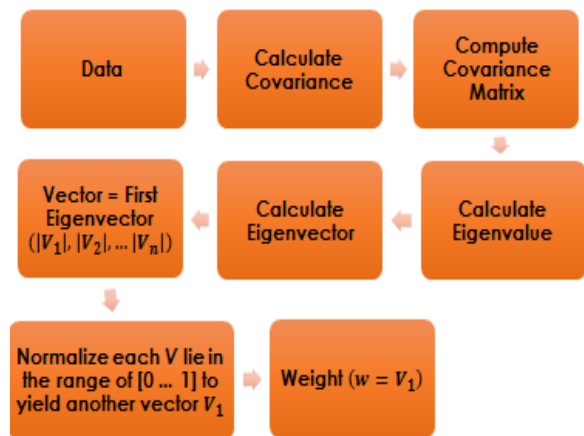 Data
Calculate
Covariance
Compute
Covariance
Matrix
Vector = First
Eigenvector
(|V₁|, |V₂|, ... |Vₙ|)
Calculate
Eigenvector
Calculate
Eigenvalue
Normalize each V lie in
the range of [0 ... 1] to
yield another vector V₁
Weight (w = V₁)